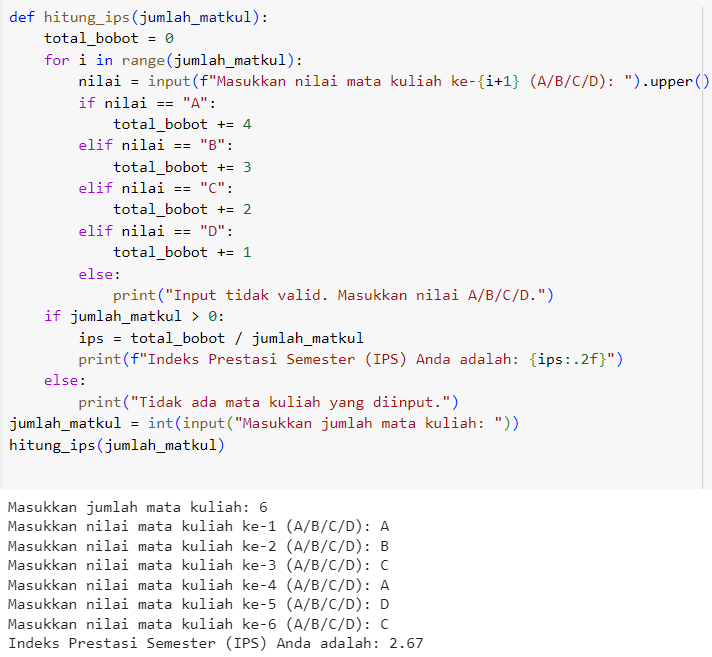 def hitung_ips(jumlah_matkul):
    total_bobot = 0
    for i in range(jumlah_matkul):
        nilai = input(f"Masukkan nilai mata kuliah ke-{i+1} (A/B/C/D): ").upper()
        if nilai == "A":
            total_bobot += 4
        elif nilai == "B":
            total_bobot += 3
        elif nilai == "C":
            total_bobot += 2
        elif nilai == "D":
            total_bobot += 1
        else:
            print("Input tidak valid. Masukkan nilai A/B/C/D.")
    if jumlah_matkul > 0:
        ips = total_bobot / jumlah_matkul
        print(f"Indeks Prestasi Semester (IPS) Anda adalah: {ips:.2f}")
    else:
        print("Tidak ada mata kuliah yang diinput.")
jumlah_matkul = int(input("Masukkan jumlah mata kuliah: "))
hitung_ips(jumlah_matkul)
Masukkan jumlah mata kuliah: 6
Masukkan nilai mata kuliah ke-1 (A/B/C/D): A
Masukkan nilai mata kuliah ke-2 (A/B/C/D): B
Masukkan nilai mata kuliah ke-3 (A/B/C/D): C
Masukkan nilai mata kuliah ke-4 (A/B/C/D): A
Masukkan nilai mata kuliah ke-5 (A/B/C/D): D
Masukkan nilai mata kuliah ke-6 (A/B/C/D): C
Indeks Prestasi Semester (IPS) Anda adalah: 2.67